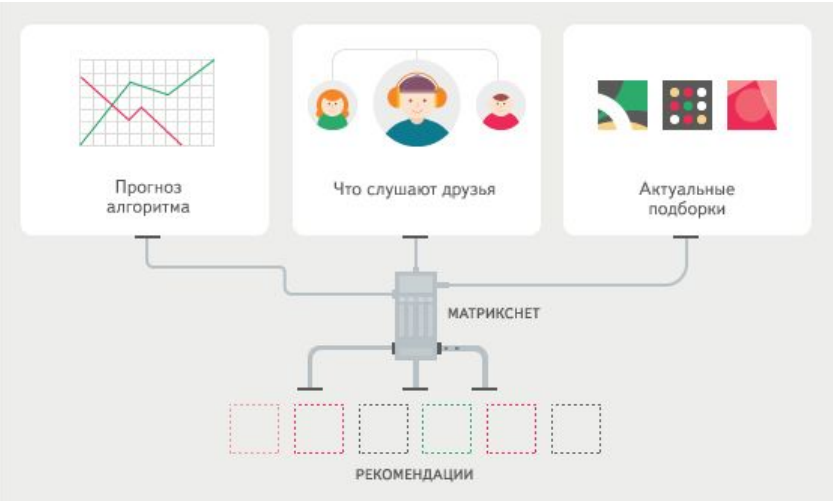 Прогноз
алгоритма
Что слушают друзья
Актуальные
подборки
МАТРИКСНЕТ
РЕКОМЕНДАЦИИ